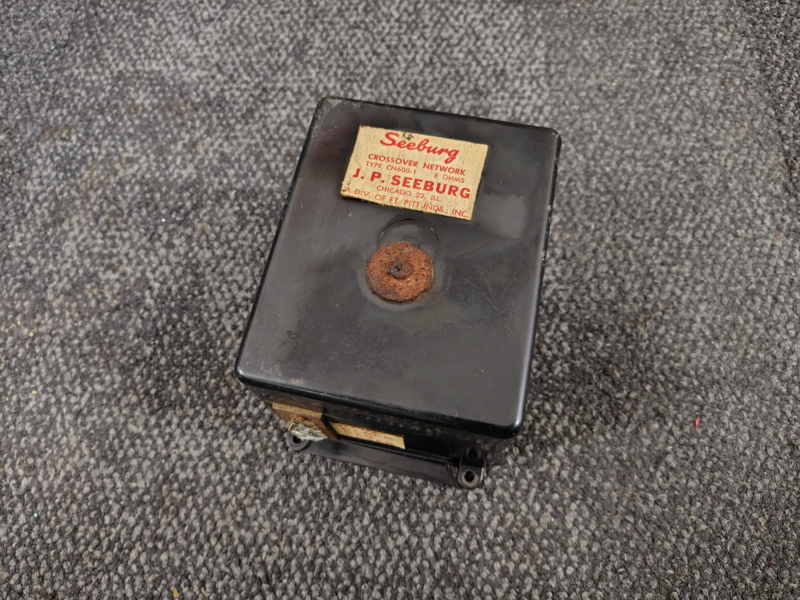 Seeburg
CROSSOVER NETWORK
TYPE CN600-1 8 OHMS
J. P. SEEBURG
CHICAGO 22, ILL.
A DIV. OF FT. PITT INDS., INC.